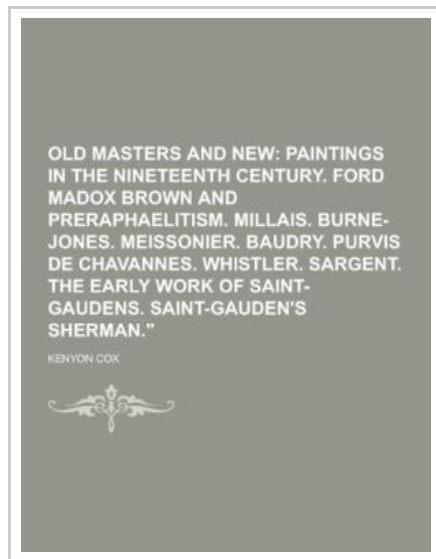 OLD MASTERS AND NEW: PAINTINGS
IN THE NINETEENTH CENTURY. FORD
MADOX BROWN AND
PRERAPHAELITISM. MILLAIS. BURNE-
JONES. MEISSONIER. BAUDRY. PURVIS
DE CHAVANNES. WHISTLER. SARGENT.
THE EARLY WORK OF SAINT-
GAUDENS. SAINT-GAUDEN'S
SHERMAN."
KENYON COX